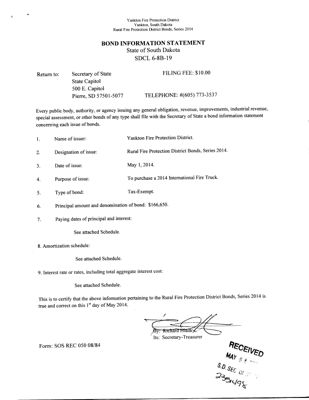 Yankton Fire Protection District
Yankton, South Dakota
Rural Fire Protection District Bonds, Series 2014
BOND INFORMATION STATEMENT
State of South Dakota
SDCL 6-8B-19
Return to: Secretary of State FILING FEE: $10.00
State Capitol
500 E. Capitol
Pierre, SD 57501-5077 TELEPHONE: #(605) 773-3537
Every public body, authority, or agency issuing any general obligation, revenue, improvements, industrial revenue,
special assessment, or other bonds of any type shall file with the Secretary of State a bond information statement
concerning each issue of bonds.
1. Name of issuer: Yankton Fire Protection District.
2. Designation of issue: Rural Fire Protection District Bonds, Series 2014.
3. Date of issue: May 1, 2014.
4. Purpose of issue: To purchase a 2014 International Fire Truck.
5. Type of bond: Tax-Exempt.
6. Principal amount and denomination of bond: $166,650.
7. Paying dates of principal and interest:
See attached Schedule.
8. Amortization schedule:
See attached Schedule.
9. Interest rate or rates, including total aggregate interest cost:
See attached Schedule.
This is to certify that the above information pertaining to the Rural Fire Protection District Bonds, Series 2014 is
true and correct on this 1st day of May 2014.
By: Richard
Its: Secretary-Treasurer
Form: SOS REC 050 08/84
RECEIVED
MAY
S.D. SEC OF